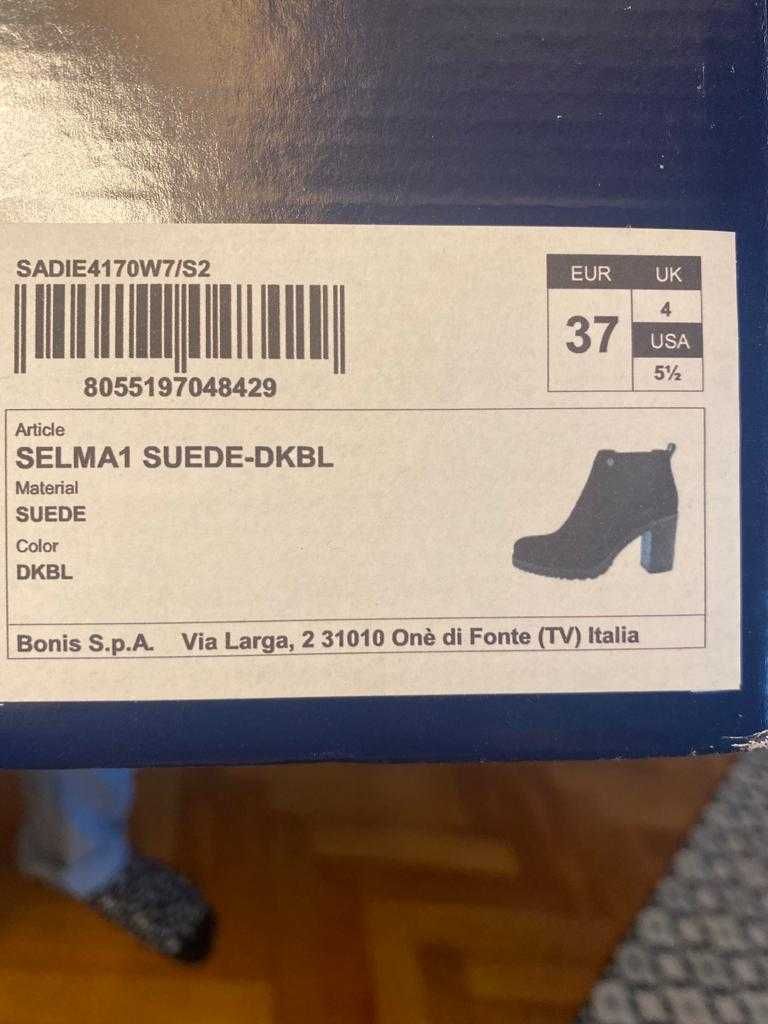 SADIE4170W7/S2
8055197048429
EUR UK
37 4
USA
5½
Article
SELMA1 SUEDE-DKBL
Material
SUEDE
Color
DKBL
Bonis S.p.A. Via Larga, 2 31010 Onè di Fonte (TV) Italia